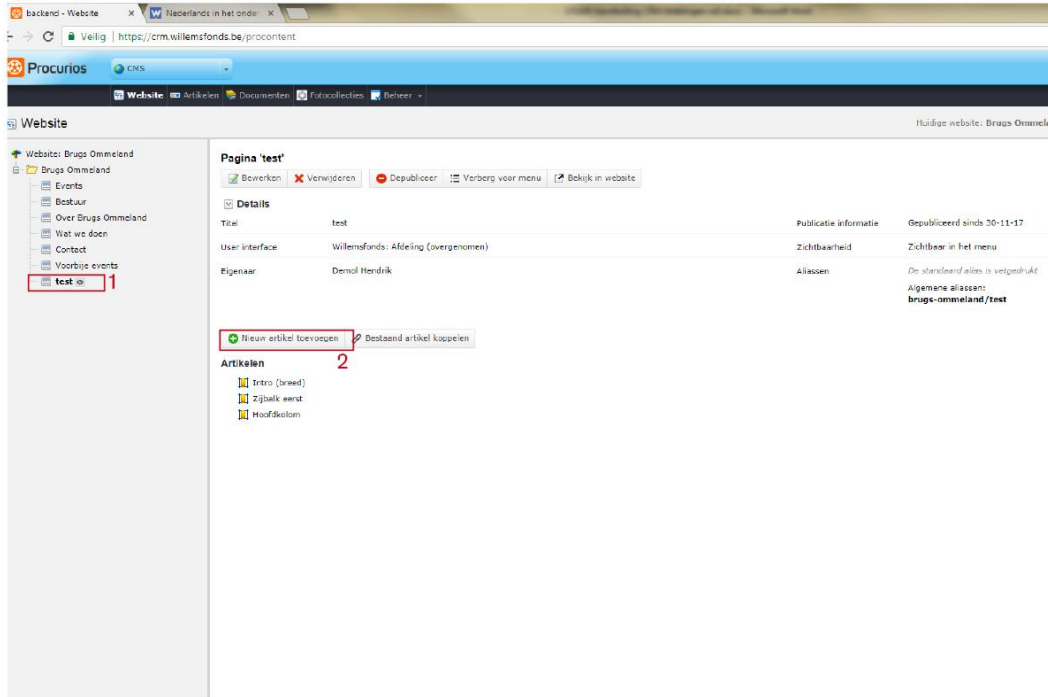 backend - Website
Nederlands in het onder
Veilig | https://crm.willemsfonds.be/procontent
Procurios CMS
Website Artikelen Documenten Fotocollecties Beheer
Website Huidige website: Brugs Ommela
Website: Brugs Ommeland
Brugs Ommeland
Events
Bestuur
Over Brugs Ommeland
Wat we doen
Contact
Voorbije events
test
1
Pagina 'test'
Bewerken Verwijderen Depubliceer Verberg voor menu Bekijk in website
Details
Titel test Publicatie informatie Gepubliceerd sinds 30-11-17
User interface Willemsfonds: Afdeling (overgenomen) Zichtbaarheid Zichtbaar in het menu
Eigenaar Demol Hendrik Aliassen De standaard alias is vetgedrukt
Algemene aliassen:
brugs-ommeland/test
Nieuw artikel toevoegen Bestaand artikel koppelen
2
Artikelen
Intro (breed)
Zijbalk eerst
Hoofdkolom